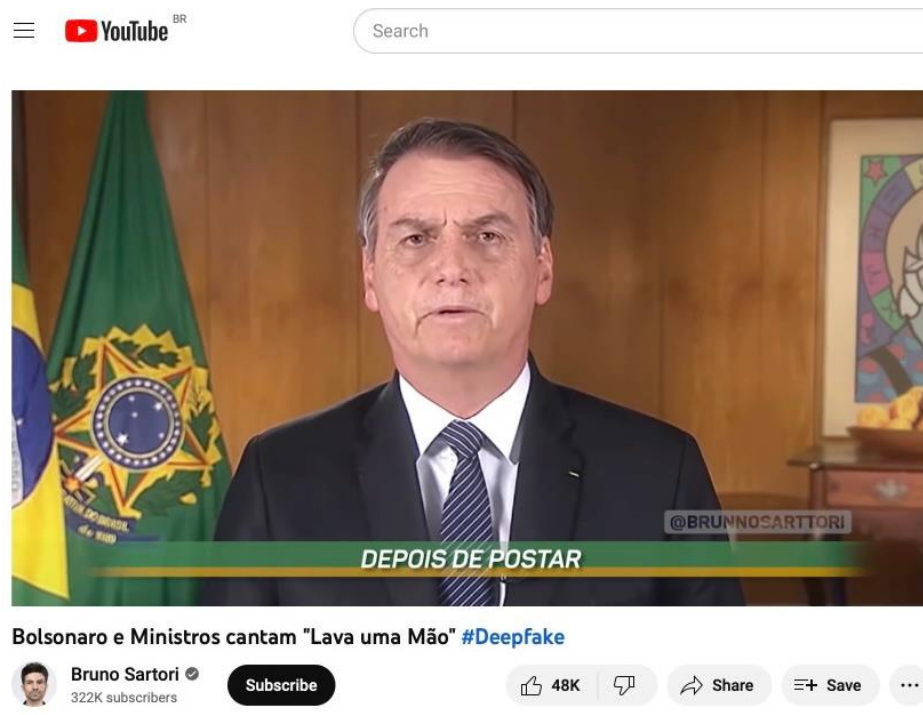 YouTube BR
Search
@BRUNNOSARTTORI
DEPOIS DE POSTAR
Bolsonaro e Ministros cantam "Lava uma Mão" #Deepfake
Bruno Sartori
Subscribe
48K
Share
Save
322K subscribers